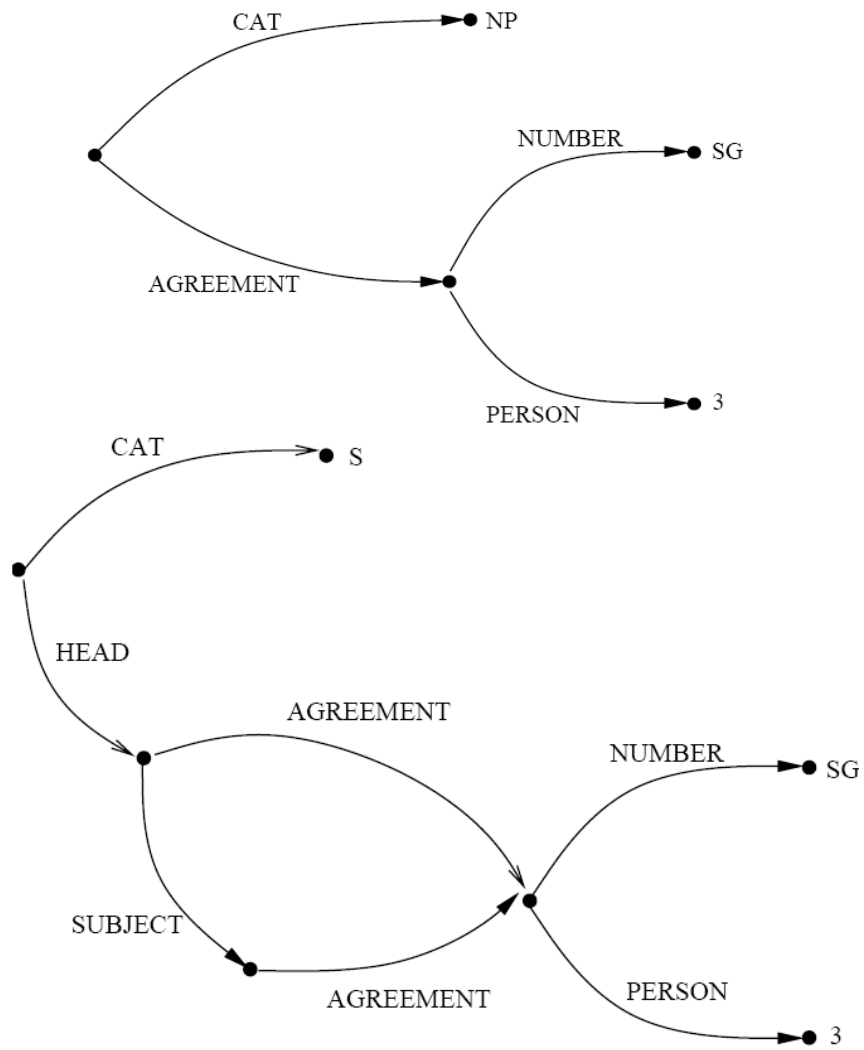 CAT
NP
NUMBER
SG
AGREEMENT
PERSON
3
CAT
S
HEAD
AGREEMENT
NUMBER
SG
SUBJECT
AGREEMENT
PERSON
3